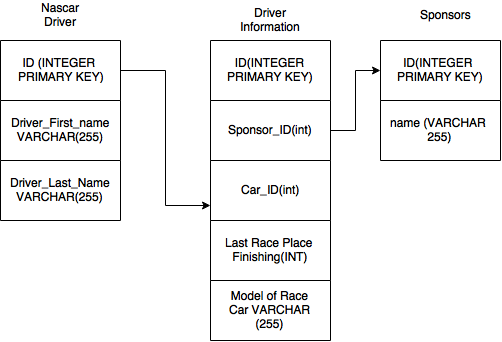 Nascar
Driver
ID (INTEGER
PRIMARY KEY)
Driver_First_name
VARCHAR(255)
Driver_Last_Name
VARCHAR(255)
Driver
Information
ID(INTEGER
PRIMARY KEY)
Sponsor_ID(int)
Car_ID(int)
Last Race Place
Finishing(INT)
Model of Race
Car VARCHAR
(255)
Sponsors
ID(INTEGER
PRIMARY KEY)
name (VARCHAR
255)